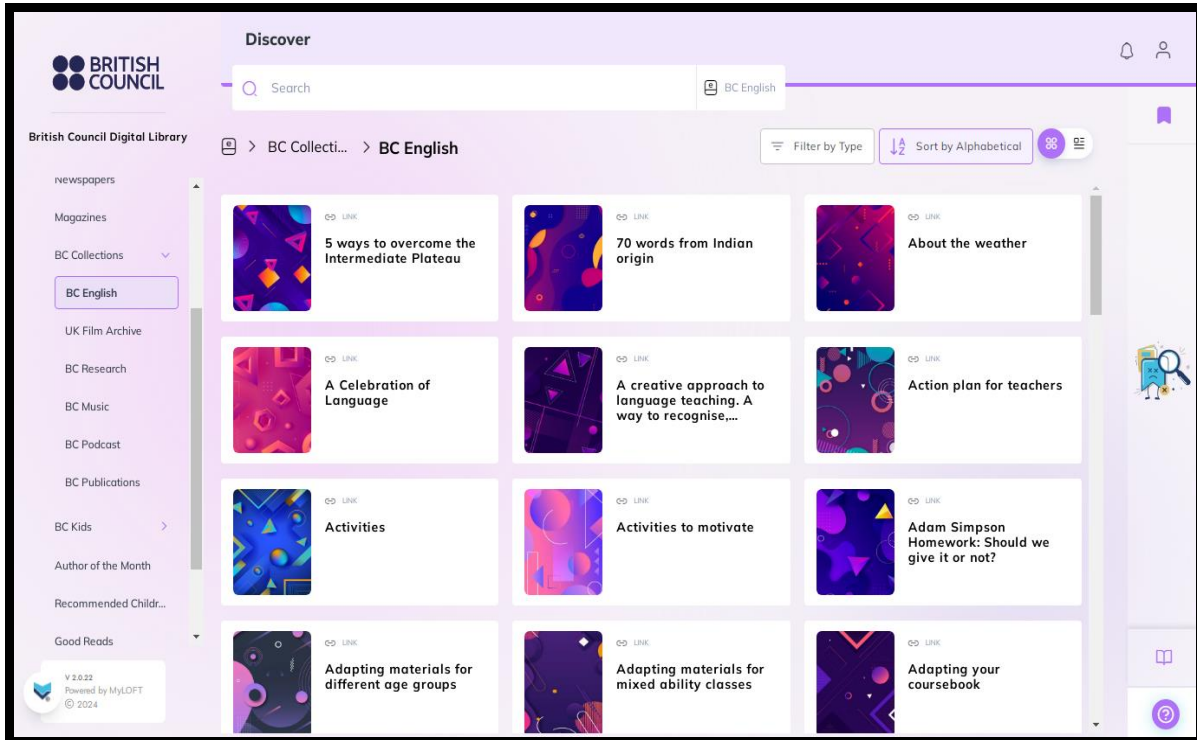 Discover
BRITISH
COUNCIL
Search
BC English
British Council Digital Library
BC Collecti... > BC English
Filter by Type
Sort by Alphabetical
Newspapers
Magazines
BC Collections
BC English
UK Film Archive
BC Research
BC Music
BC Podcast
BC Publications
BC Kids
Author of the Month
Recommended Childr...
Good Reads
V 2.0.22
Powered by MyLOFT
© 2024
LINK
5 ways to overcome the
Intermediate Plateau
LINK
70 words from Indian
origin
LINK
About the weather
LINK
A Celebration of
Language
LINK
A creative approach to
language teaching. A
way to recognise,...
LINK
Action plan for teachers
LINK
Activities
LINK
Activities to motivate
LINK
Adam Simpson
Homework: Should we
give it or not?
LINK
Adapting materials for
different age groups
LINK
Adapting materials for
mixed ability classes
LINK
Adapting your
coursebook